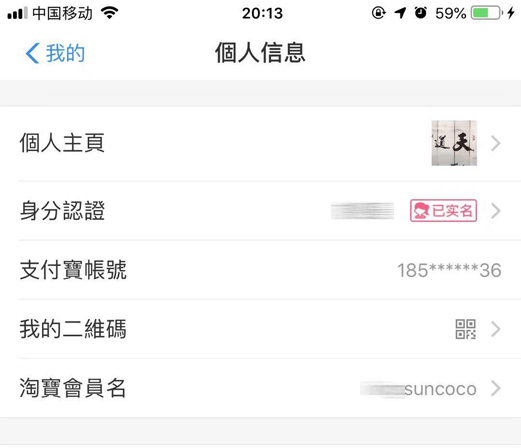 中国移动 20:13 59%
我的 個人信息
個人主頁
道 天
身分認證 已实名
支付寶帳號 185******36
我的二維碼
淘寶會員名 suncoco